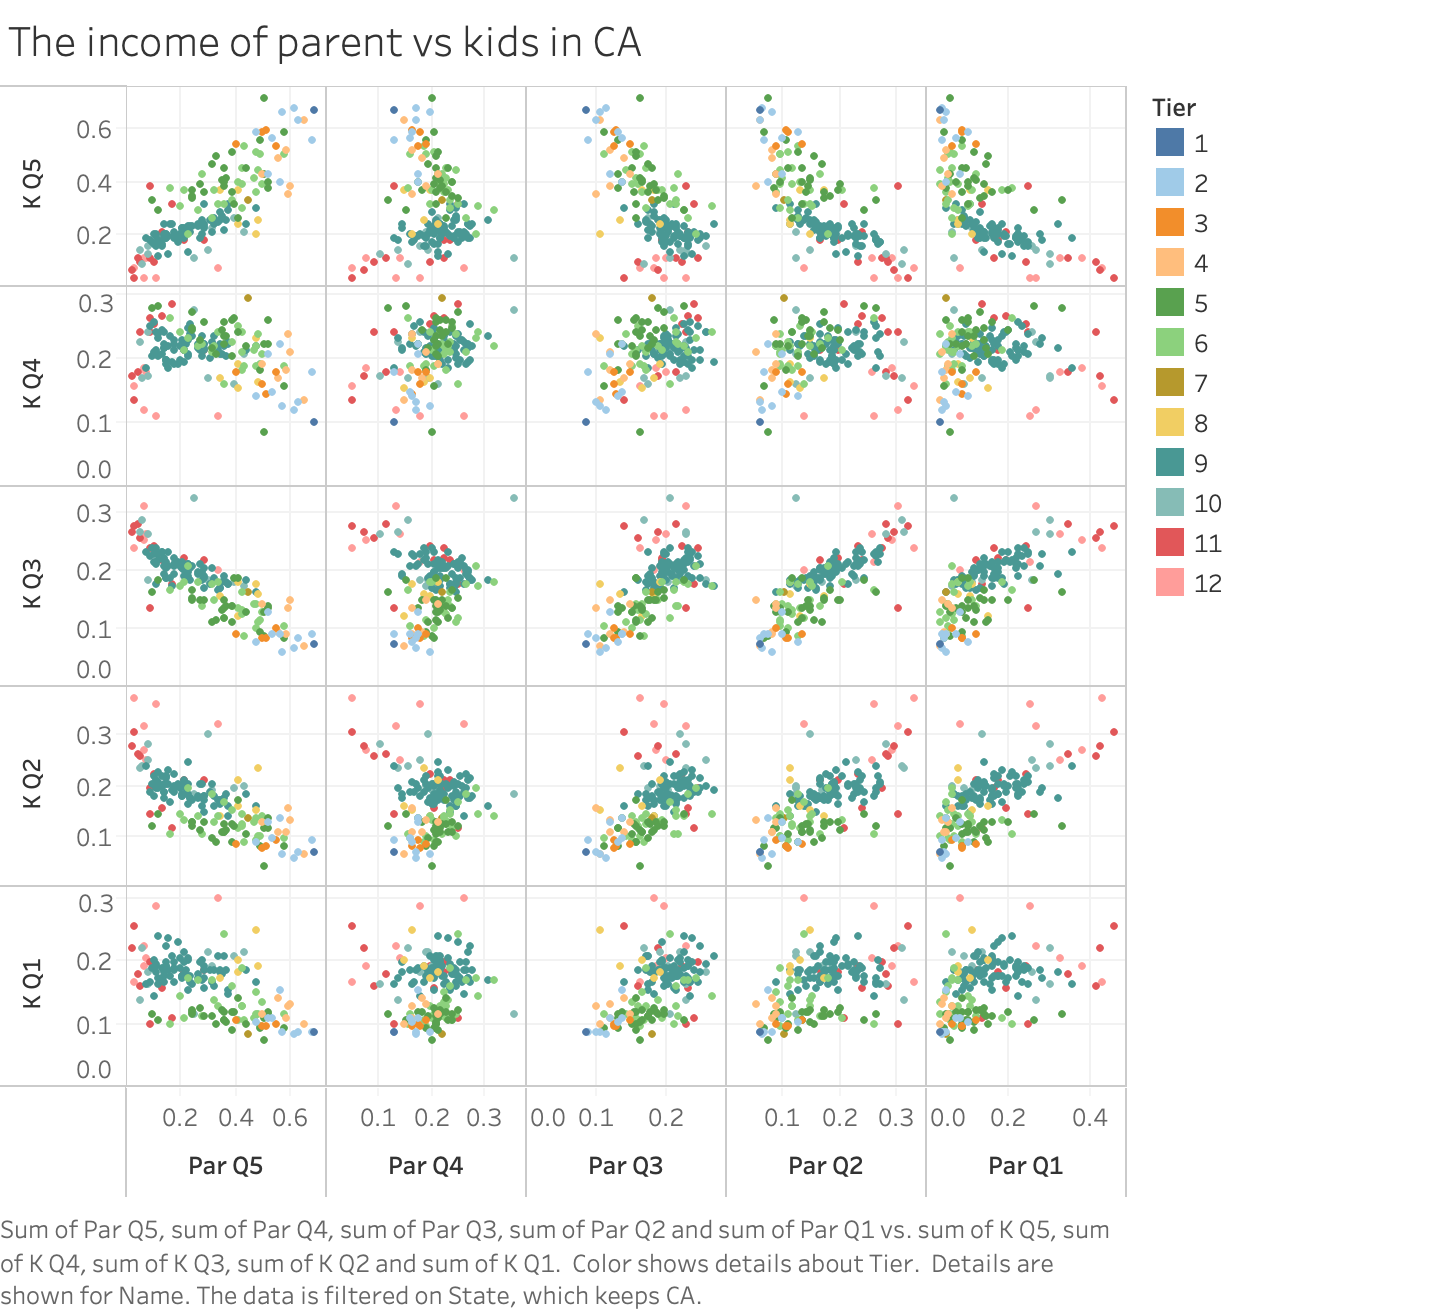 The income of parent vs kids in CA
Tier
1
2
3
4
5
6
7
8
9
10
11
12
K Q5
0.6
0.4
0.2
K Q4
0.3
0.2
0.1
0.0
K Q3
0.3
0.2
0.1
0.0
K Q2
0.3
0.2
0.1
K Q1
0.3
0.2
0.1
0.0
0.2 0.4 0.6 0.1 0.2 0.3 0.0 0.1 0.2 0.1 0.2 0.3 0.0 0.2 0.4
Par Q5 Par Q4 Par Q3 Par Q2 Par Q1
Sum of Par Q5, sum of Par Q4, sum of Par Q3, sum of Par Q2 and sum of Par Q1 vs. sum of K Q5, sum
of K Q4, sum of K Q3, sum of K Q2 and sum of K Q1.  Color shows details about Tier.  Details are
shown for Name. The data is filtered on State, which keeps CA.